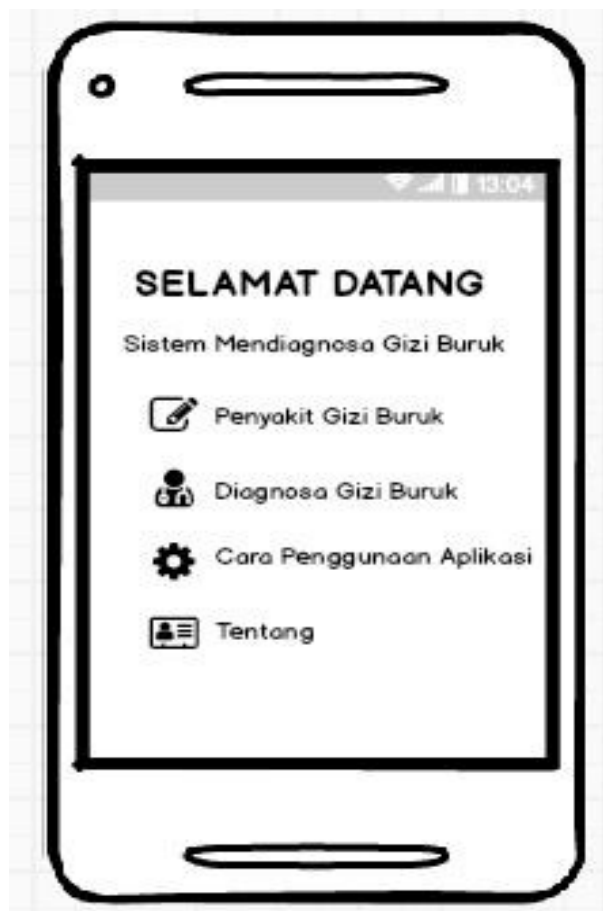 13:04
SELAMAT DATANG
Sistem Mendiagnosa Gizi Buruk
Penyakit Gizi Buruk
Diagnosa Gizi Buruk
Cara Penggunaan Aplikasi
Tentang